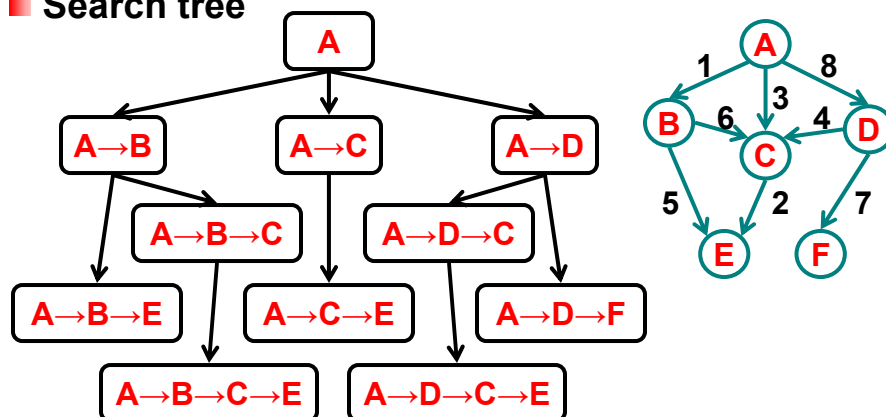 Search tree
A
A→B
A→C
A→D
A→B→C
A→D→C
A→B→E
A→C→E
A→D→F
A→B→C→E
A→D→C→E
A
1
3
8
B
6
4
D
C
5
2
7
E
F